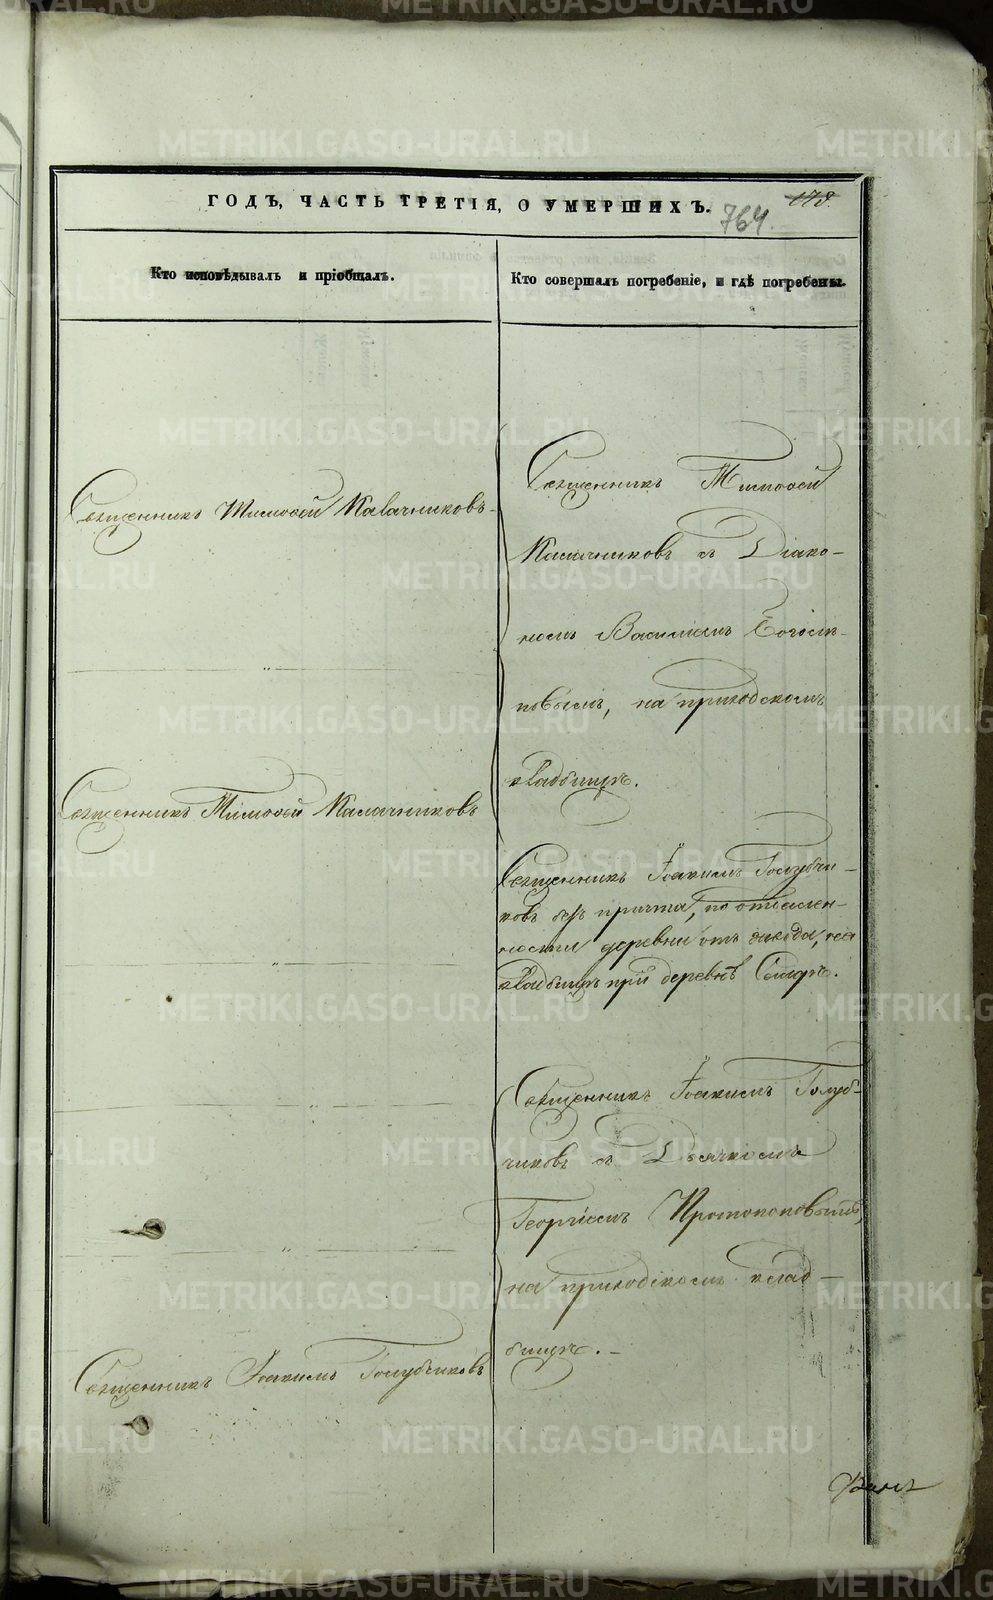 ГОДЪ, ЧАСТЬ ТРЕТІЯ, О УМЕРШИХЪ.
178.
764.
Кто исповѣдывалъ и пріобщалъ.
Кто совершалъ погребеніе, и гдѣ погребены.
Священникъ Тимоѳей Калачниковъ
Священникъ Тимоѳей Калачниковъ
Священникъ Іоакимъ Голубчиковъ
Священникъ Тимоѳей
Калачниковъ съ Діако-
номъ Василіемъ
на приходскомъ
кладбищѣ.
Священникъ Іоакимъ Голубчи-
ковъ безъ причта, по отдален-
ности деревни отъ завода, на
кладбищѣ при деревнѣ
Священникъ Іоакимъ Голуб-
чиковъ съ Дьячкомъ
Георгіемъ Протопоповымъ,
на приходскомъ клад-
бищѣ. -
METRIKI.GASO-URAL.RU